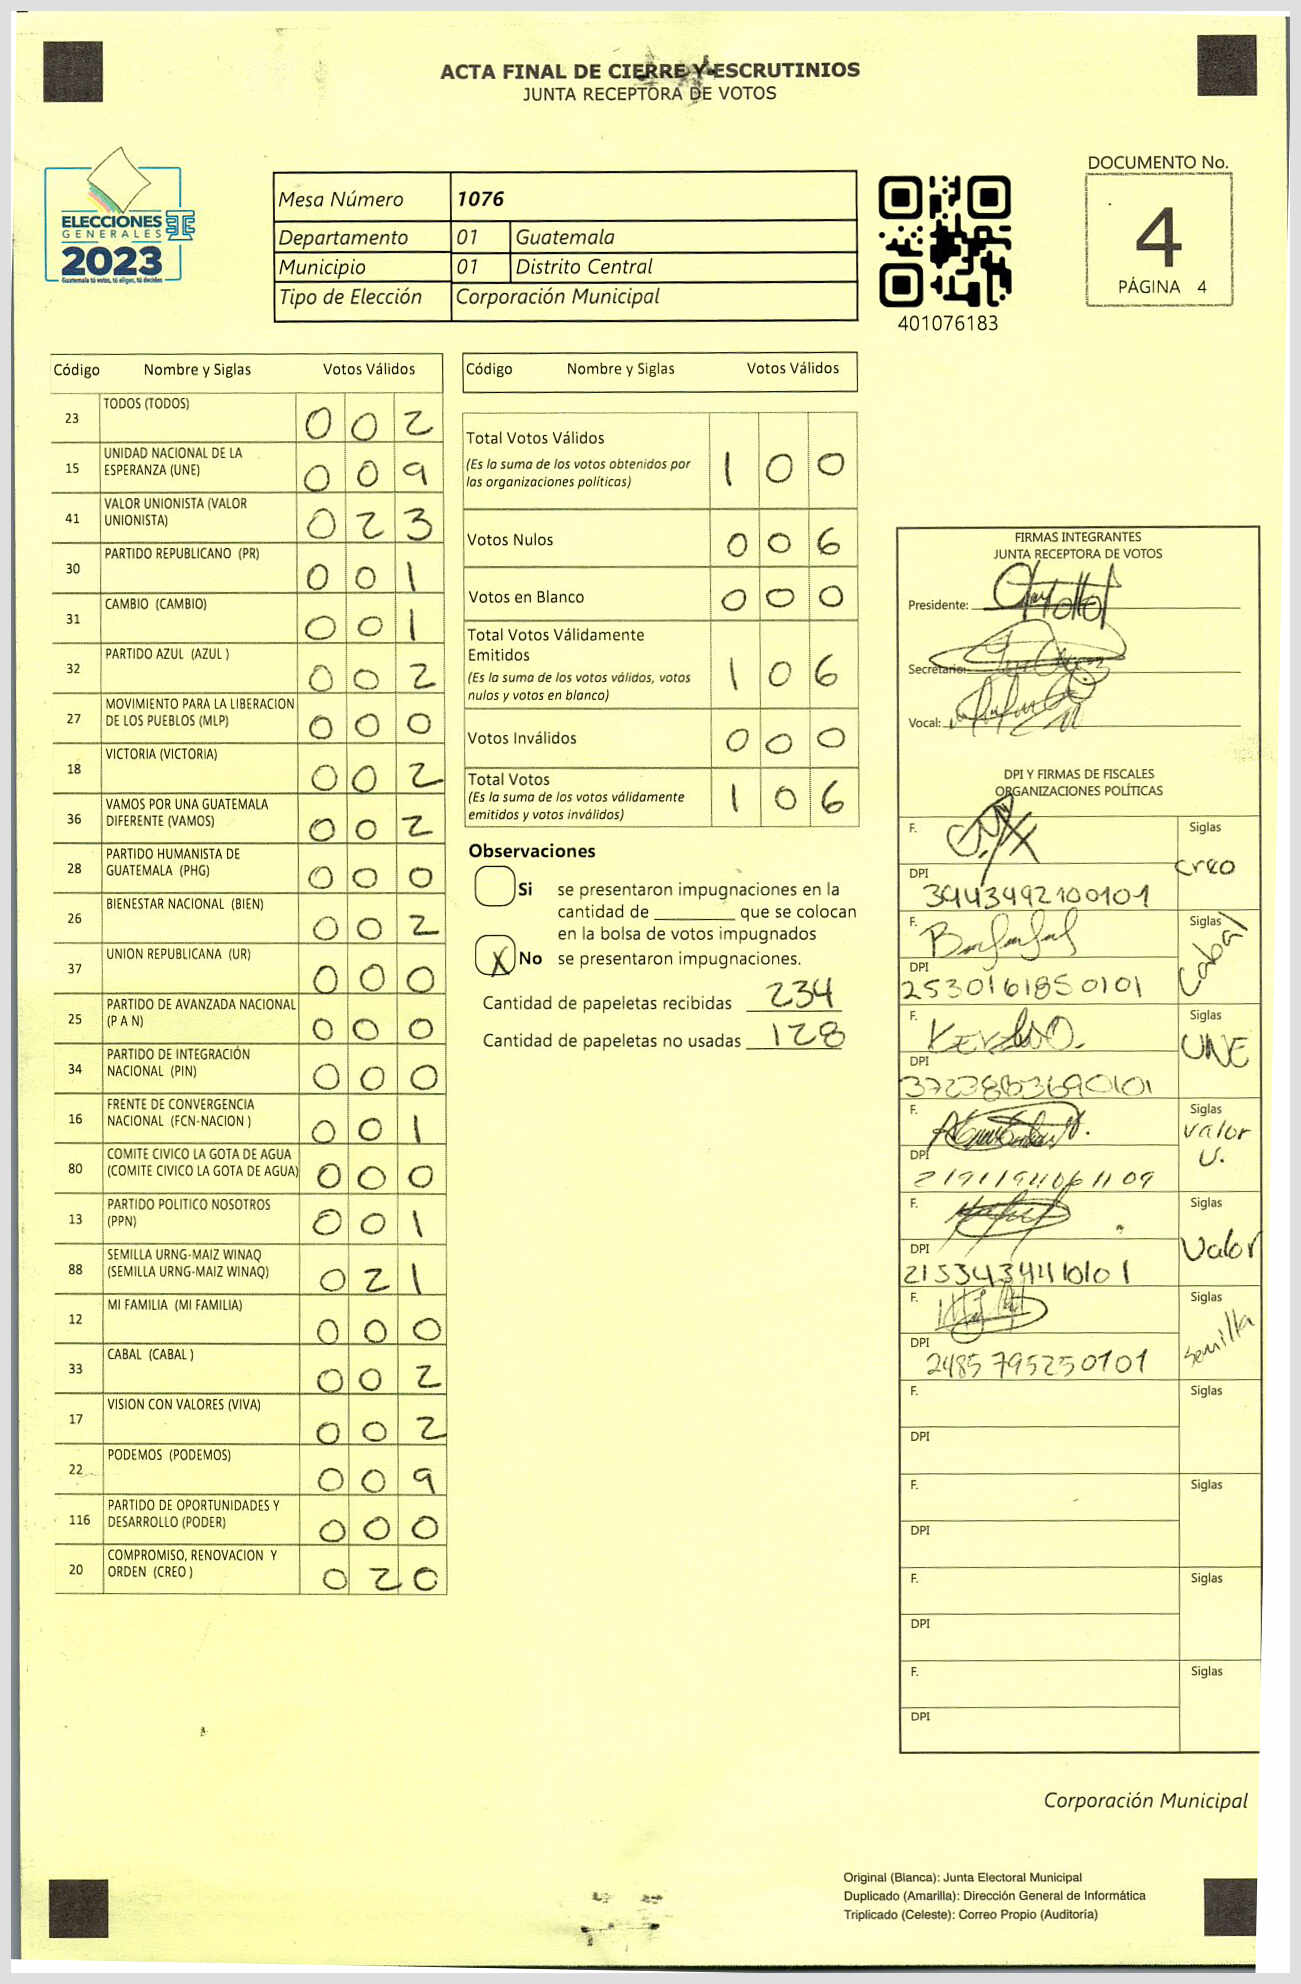 ACTA FINAL DE CIERRE Y ESCRUTINIOS
JUNTA RECEPTORA DE VOTOS
ELECCIONES
GENERALES
2023
Guatemala tú votas, tú eliges, tú decides
Mesa Número 1076
Departamento 01 Guatemala
Municipio 01 Distrito Central
Tipo de Elección Corporación Municipal
401076183
DOCUMENTO No.
4
PÁGINA 4
Código Nombre y Siglas Votos Válidos
23 TODOS (TODOS) 0 0 2
15 UNIDAD NACIONAL DE LA ESPERANZA (UNE) 0 0 9
41 VALOR UNIONISTA (VALOR UNIONISTA) 0 2 3
30 PARTIDO REPUBLICANO (PR) 0 0 1
31 CAMBIO (CAMBIO) 0 0 1
32 PARTIDO AZUL (AZUL ) 0 0 2
27 MOVIMIENTO PARA LA LIBERACION DE LOS PUEBLOS (MLP) 0 0 0
18 VICTORIA (VICTORIA) 0 0 2
36 VAMOS POR UNA GUATEMALA DIFERENTE (VAMOS) 0 0 2
28 PARTIDO HUMANISTA DE GUATEMALA (PHG) 0 0 0
26 BIENESTAR NACIONAL (BIEN) 0 0 2
37 UNION REPUBLICANA (UR) 0 0 0
25 PARTIDO DE AVANZADA NACIONAL (P A N) 0 0 0
34 PARTIDO DE INTEGRACIÓN NACIONAL (PIN) 0 0 0
16 FRENTE DE CONVERGENCIA NACIONAL (FCN-NACION ) 0 0 1
80 COMITE CIVICO LA GOTA DE AGUA (COMITE CIVICO LA GOTA DE AGUA) 0 0 0
13 PARTIDO POLITICO NOSOTROS (PPN) 0 0 1
88 SEMILLA URNG-MAIZ WINAQ (SEMILLA URNG-MAIZ WINAQ) 0 2 1
12 MI FAMILIA (MI FAMILIA) 0 0 0
33 CABAL (CABAL ) 0 0 2
17 VISION CON VALORES (VIVA) 0 0 2
22 PODEMOS (PODEMOS) 0 0 9
116 PARTIDO DE OPORTUNIDADES Y DESARROLLO (PODER) 0 0 0
20 COMPROMISO, RENOVACION Y ORDEN (CREO ) 0 2 0
Código Nombre y Siglas Votos Válidos
Total Votos Válidos 1 0 0
(Es la suma de los votos obtenidos por
las organizaciones políticas)
Votos Nulos 0 0 6
Votos en Blanco 0 0 0
Total Votos Válidamente
Emitidos 1 0 6
(Es la suma de los votos válidos, votos
nulos y votos en blanco)
Votos Inválidos 0 0 0
Total Votos 1 0 6
(Es la suma de los votos válidamente
emitidos y votos inválidos)
Observaciones
Si se presentaron impugnaciones en la
cantidad de ________ que se colocan
en la bolsa de votos impugnados
X No se presentaron impugnaciones.
Cantidad de papeletas recibidas 234
Cantidad de papeletas no usadas 128
FIRMAS INTEGRANTES
JUNTA RECEPTORA DE VOTOS
Presidente:
Secretario:
Vocal:
DPI Y FIRMAS DE FISCALES
ORGANIZACIONES POLÍTICAS
F. Siglas
creo
DPI
3443492100101
F. Siglas
Cabal
DPI
2530161850101
F. Siglas
UNE
DPI
F. Siglas
Valor
U.
DPI
F. Siglas
Valor
DPI
2153434410101
F. Siglas
Semilla
DPI
2485795250101
F. Siglas
DPI
F. Siglas
DPI
F. Siglas
DPI
F. Siglas
DPI
Corporación Municipal
Original (Blanca): Junta Electoral Municipal
Duplicado (Amarilla): Dirección General de Informática
Triplicado (Celeste): Correo Propio (Auditoría)